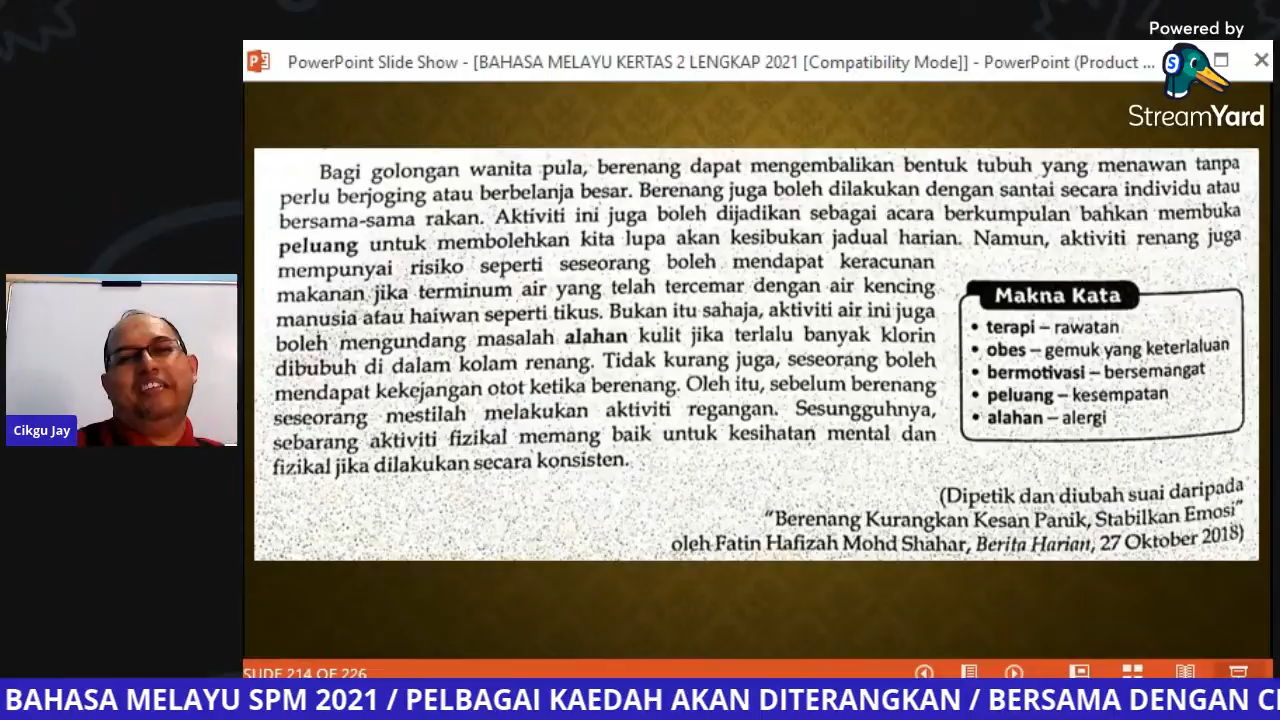 Powered by
StreamYard
PowerPoint Slide Show - [BAHASA MELAYU KERTAS 2 LENGKAP 2021 [Compatibility Mode]] - PowerPoint (Product ...
Bagi golongan wanita pula, berenang dapat mengembalikan bentuk tubuh yang menawan tanpa
perlu berjoging atau berbelanja besar. Berenang juga boleh dilakukan dengan santai secara individu atau
bersama-sama rakan. Aktiviti ini juga boleh dijadikan sebagai acara berkumpulan bahkan membuka
peluang untuk membolehkan kita lupa akan kesibukan jadual harian. Namun, aktiviti renang juga
mempunyai risiko seperti seseorang boleh mendapat keracunan
makanan jika terminum air yang telah tercemar dengan air kencing
manusia atau haiwan seperti tikus. Bukan itu sahaja, aktiviti air ini juga
boleh mengundang masalah alahan kulit jika terlalu banyak klorin
dibubuh di dalam kolam renang. Tidak kurang juga, seseorang boleh
mendapat kekejangan otot ketika berenang. Oleh itu, sebelum berenang
seseorang mestilah melakukan aktiviti regangan. Sesungguhnya,
sebarang aktiviti fizikal memang baik untuk kesihatan mental dan
fizikal jika dilakukan secara konsisten.
Makna Kata
• terapi – rawatan
• obes – gemuk yang keterlaluan
• bermotivasi – bersemangat
• peluang – kesempatan
• alahan – alergi
(Dipetik dan diubah suai daripada
"Berenang Kurangkan Kesan Panik, Stabilkan Emosi"
oleh Fatin Hafizah Mohd Shahar, Berita Harian, 27 Oktober 2018)
Cikgu Jay
SLIDE 214 OF 226
BAHASA MELAYU SPM 2021 / PELBAGAI KAEDAH AKAN DITERANGKAN / BERSAMA DENGAN C